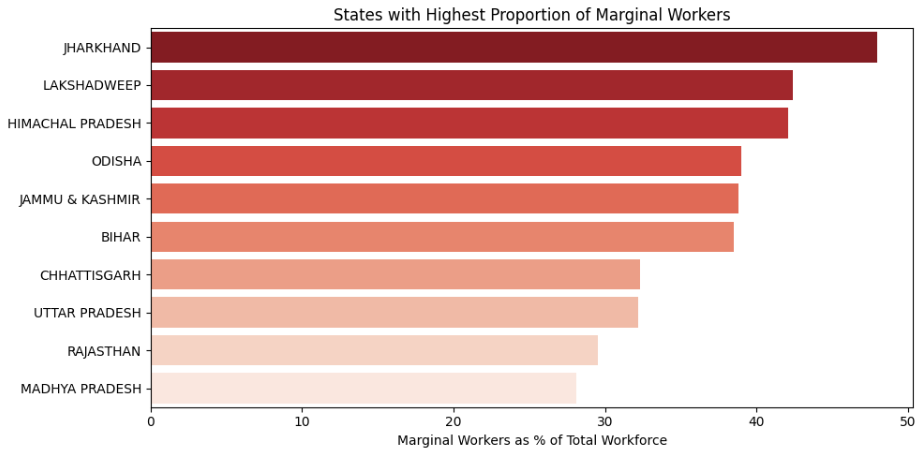 States with Highest Proportion of Marginal Workers
JHARKHAND
LAKSHADWEEP
HIMACHAL PRADESH
ODISHA
JAMMU & KASHMIR
BIHAR
CHHATTISGARH
UTTAR PRADESH
RAJASTHAN
MADHYA PRADESH
0 10 20 30 40 50
Marginal Workers as % of Total Workforce